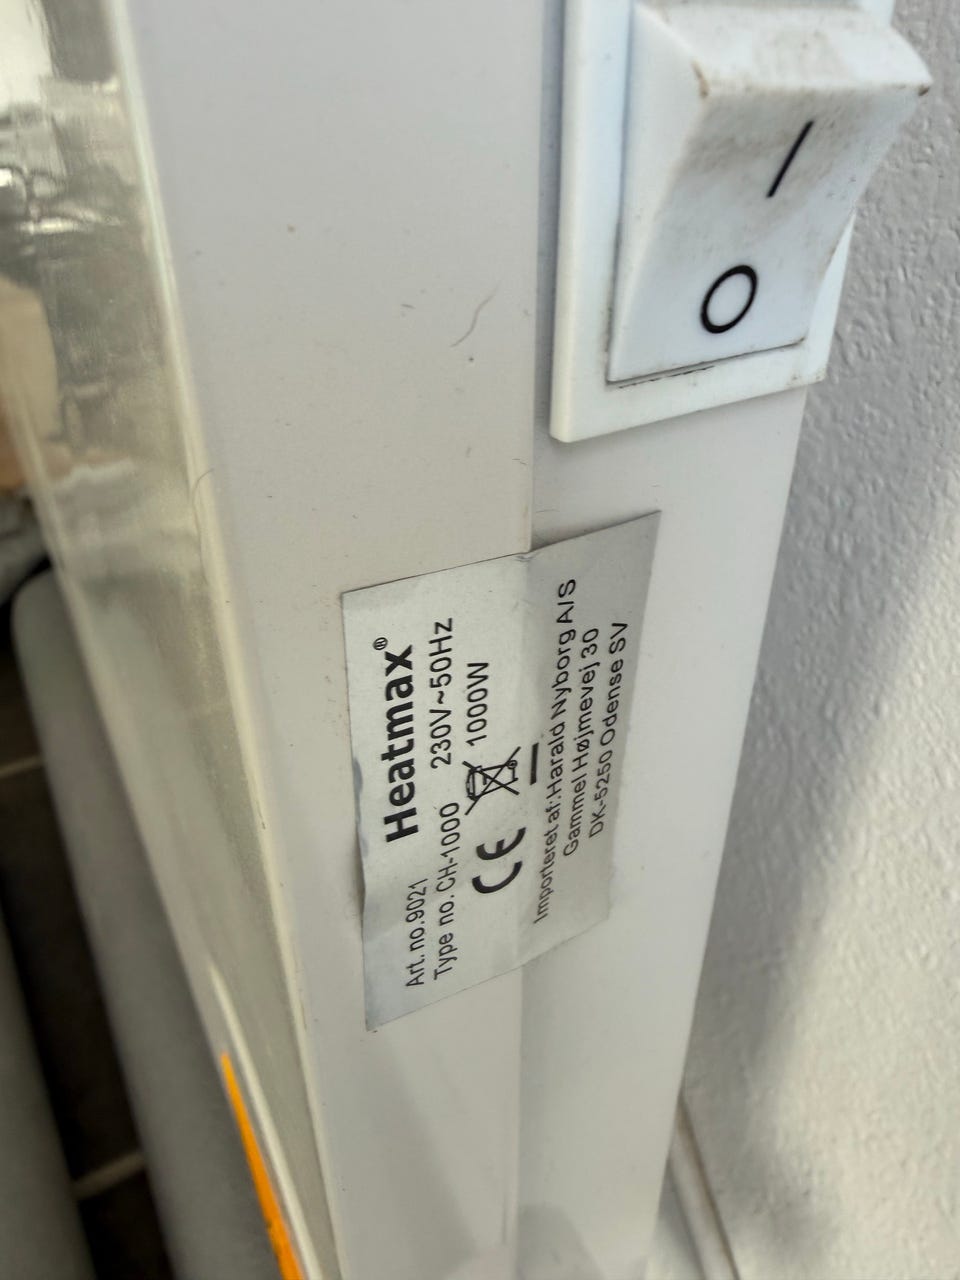 I
O
Heatmax®
Art. no.9021
Type no. CH-1000 230V~50Hz
1000W
CE
Importeret af:Harald Nyborg A/S
Gammel Højmevej 30
DK-5250 Odense SV